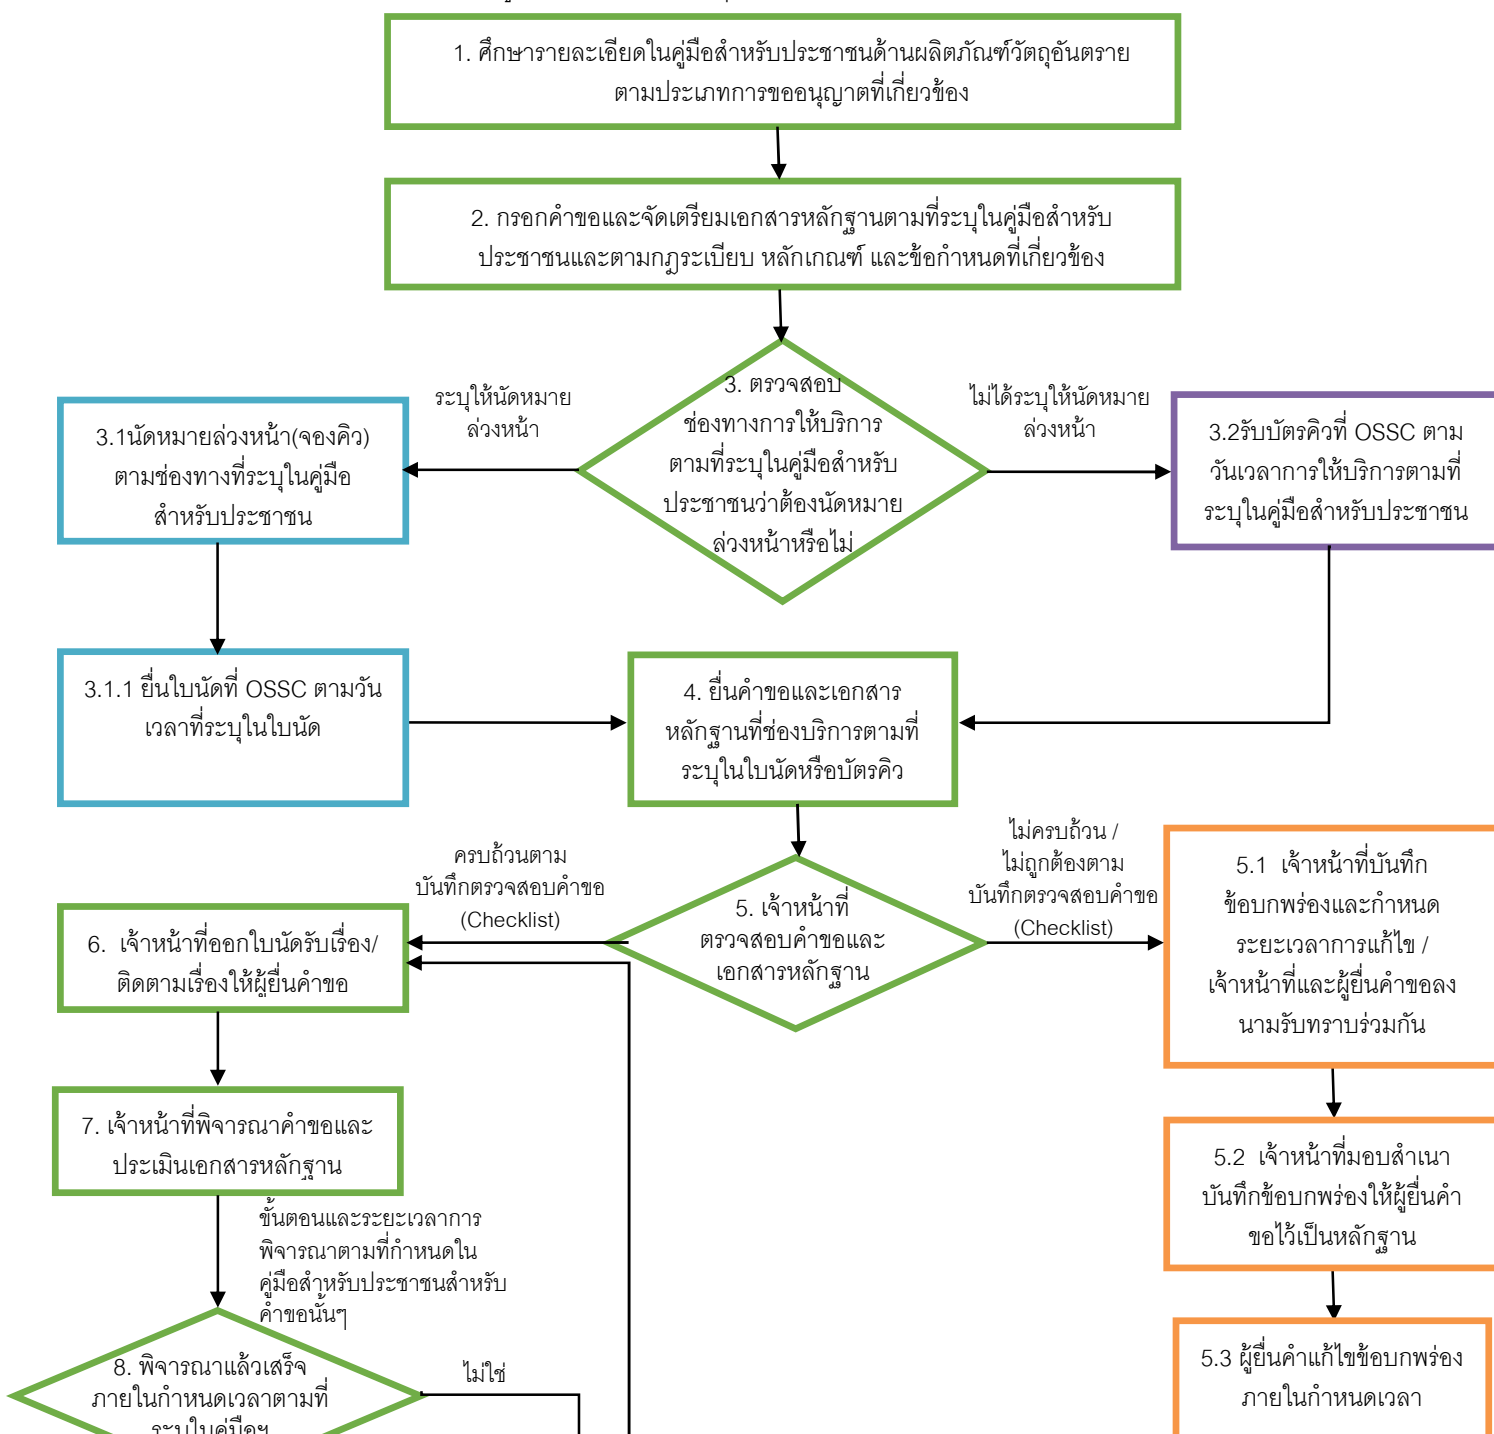 1. ศึกษารายละเอียดในคู่มือสำหรับประชาชนด้านผลิตภัณฑ์วัตถุอันตราย
ตามประเภทการขออนุญาตที่เกี่ยวข้อง
2. กรอกคำขอและจัดเตรียมเอกสารหลักฐานตามที่ระบุในคู่มือสำหรับ
ประชาชนและตามกฎระเบียบ หลักเกณฑ์ และข้อกำหนดที่เกี่ยวข้อง
3. ตรวจสอบ
ช่องทางการให้บริการ
ตามที่ระบุในคู่มือสำหรับ
ประชาชนว่าต้องนัดหมาย
ล่วงหน้าหรือไม่
ระบุให้นัดหมาย
ล่วงหน้า
ไม่ได้ระบุให้นัดหมาย
ล่วงหน้า
3.1นัดหมายล่วงหน้า(จองคิว)
ตามช่องทางที่ระบุในคู่มือ
สำหรับประชาชน
3.2รับบัตรคิวที่ OSSC ตาม
วันเวลาการให้บริการตามที่
ระบุในคู่มือสำหรับประชาชน
3.1.1 ยื่นใบนัดที่ OSSC ตามวัน
เวลาที่ระบุในใบนัด
4. ยื่นคำขอและเอกสาร
หลักฐานที่ช่องบริการตามที่
ระบุในใบนัดหรือบัตรคิว
5. เจ้าหน้าที่
ตรวจสอบคำขอและ
เอกสารหลักฐาน
ครบถ้วนตาม
บันทึกตรวจสอบคำขอ
(Checklist)
ไม่ครบถ้วน /
ไม่ถูกต้องตาม
บันทึกตรวจสอบคำขอ
(Checklist)
5.1 เจ้าหน้าที่บันทึก
ข้อบกพร่องและกำหนด
ระยะเวลาการแก้ไข /
เจ้าหน้าที่และผู้ยื่นคำขอลง
นามรับทราบร่วมกัน
6. เจ้าหน้าที่ออกใบนัดรับเรื่อง/
ติดตามเรื่องให้ผู้ยื่นคำขอ
7. เจ้าหน้าที่พิจารณาคำขอและ
ประเมินเอกสารหลักฐาน
5.2 เจ้าหน้าที่มอบสำเนา
บันทึกข้อบกพร่องให้ผู้ยื่นคำ
ขอไว้เป็นหลักฐาน
ขั้นตอนและระยะเวลาการ
พิจารณาตามที่กำหนดใน
คู่มือสำหรับประชาชนสำหรับ
คำขอนั้นๆ
8. พิจารณาแล้วเสร็จ
ภายในกำหนดเวลาตามที่
ระบุในคู่มือฯ
ไม่ใช่
5.3 ผู้ยื่นคำแก้ไขข้อบกพร่อง
ภายในกำหนดเวลา